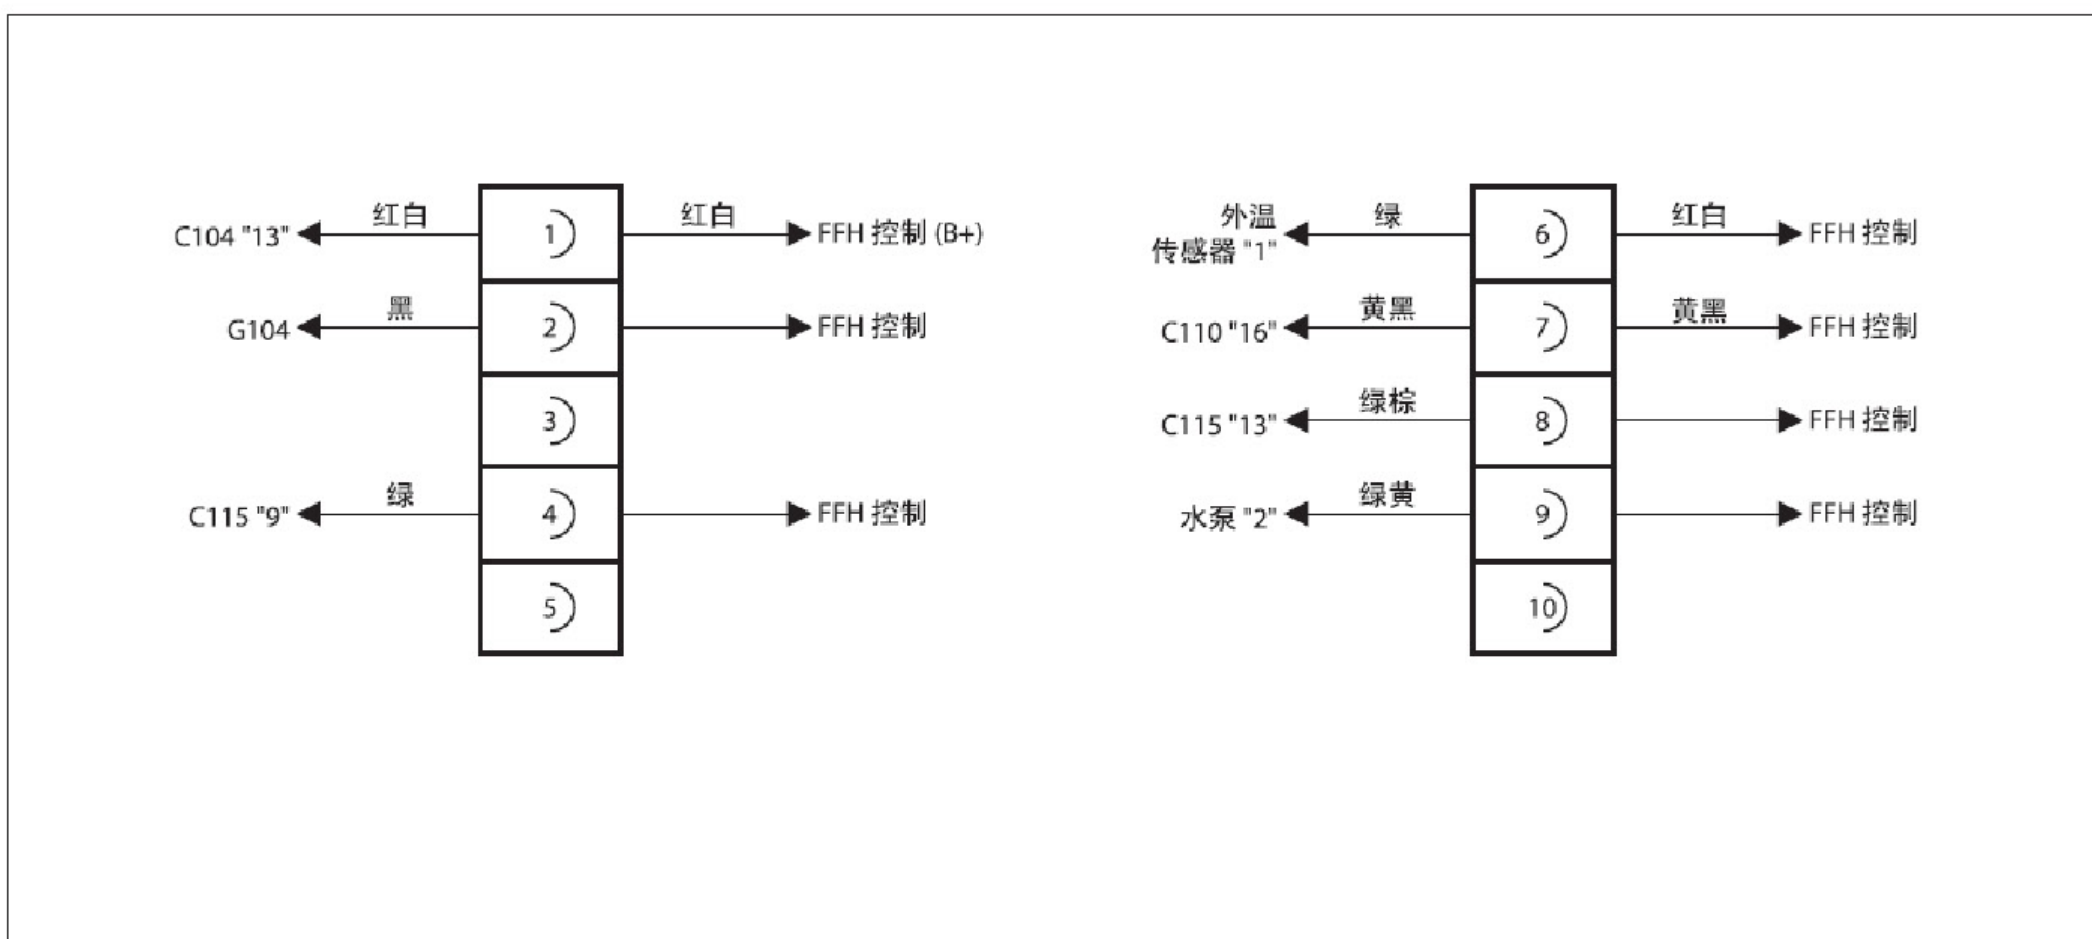 C104 "13" 红白 1 红白 FFH 控制 (B+)
G104 黑 2 FFH 控制
3
C115 "9" 绿 4 FFH 控制
5
外温
传感器 "1" 绿 6 红白 FFH 控制
C110 "16" 黄黑 7 黄黑 FFH 控制
C115 "13" 绿棕 8 FFH 控制
水泵 "2" 绿黄 9 FFH 控制
10